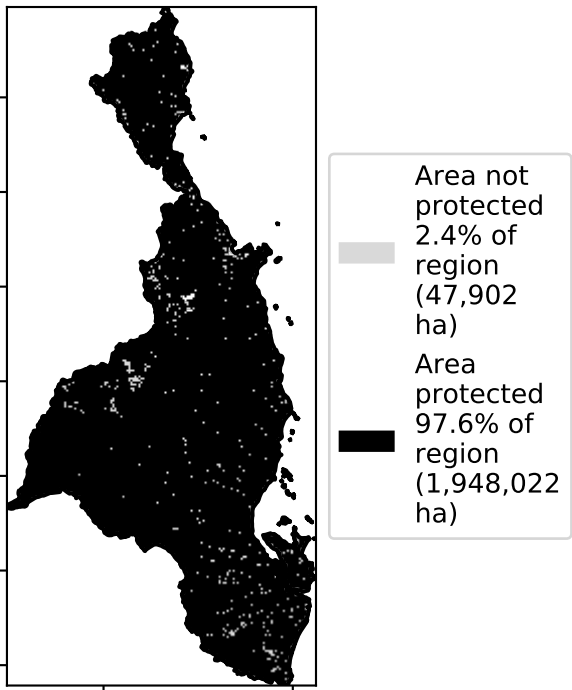 Area not
protected
2.4% of
region
(47,902
ha)
Area
protected
97.6% of
region
(1,948,022
ha)